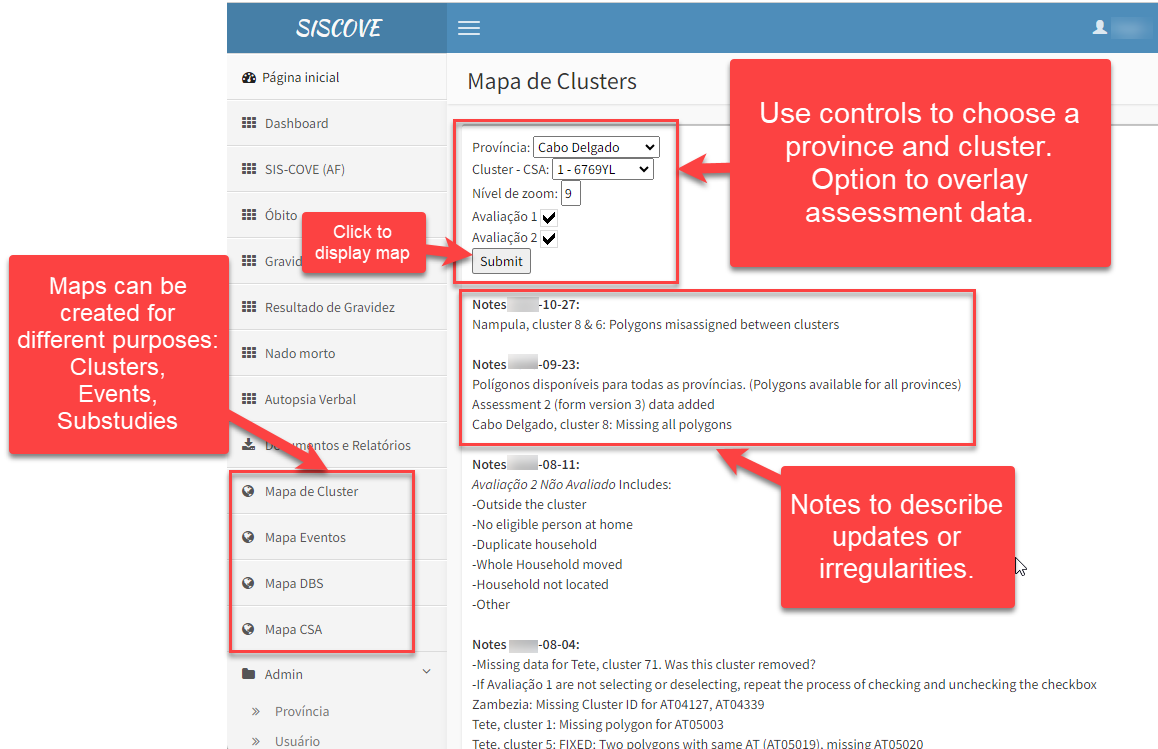 SISCOVE
Página inicial
Dashboard
SIS-COVE (AF)
Óbito
Gravid
Resultado de Gravidez
Nado morto
Autopsia Verbal
mentos e Relatórios
Mapa de Cluster
Mapa Eventos
Mapa DBS
Mapa CSA
Admin
Província
Usuário
Maps can be
created for
different purposes:
Clusters,
Events,
Substudies
Mapa de Clusters
Província: Cabo Delgado
Cluster - CSA: 1 - 6769YL
Nível de zoom: 9
Avaliação 1
Avaliação 2
Submit
Click to
display map
Use controls to choose a
province and cluster.
Option to overlay
assessment data.
Notes -10-27:
Nampula, cluster 8 & 6: Polygons misassigned between clusters
Notes -09-23:
Polígonos disponíveis para todas as províncias. (Polygons available for all provinces)
Assessment 2 (form version 3) data added
Cabo Delgado, cluster 8: Missing all polygons
Notes -08-11:
Avaliação 2 Não Avaliado Includes:
-Outside the cluster
-No eligible person at home
-Duplicate household
-Whole Household moved
-Household not located
-Other
Notes to describe
updates or
irregularities.
Notes -08-04:
-Missing data for Tete, cluster 71. Was this cluster removed?
-If Avaliação 1 are not selecting or deselecting, repeat the process of checking and unchecking the checkbox
Zambezia: Missing Cluster ID for AT04127, AT04339
Tete, cluster 1: Missing polygon for AT05003
Tete, cluster 5: FIXED: Two polygons with same AT (AT05019), missing AT05020